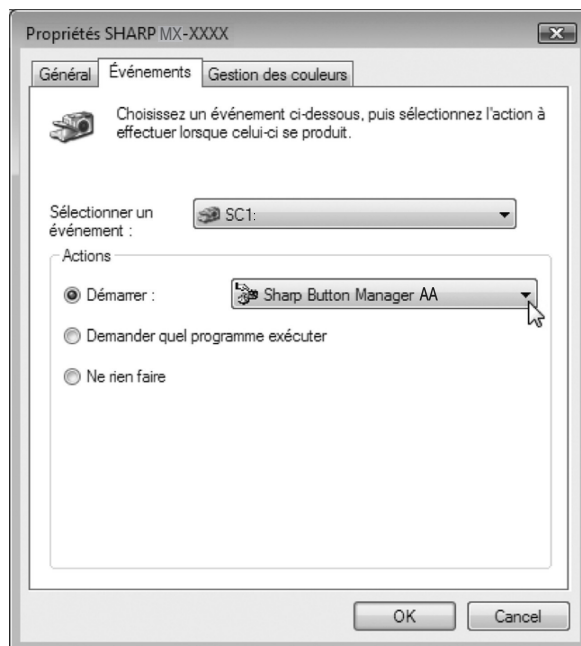 Propriétés SHARP MX-XXXX
Général Événements Gestion des couleurs
Choisissez un événement ci-dessous, puis sélectionnez l'action à
effectuer lorsque celui-ci se produit.
Sélectionner un
événement :
SC1:
Actions
Démarrer :
Sharp Button Manager AA
Demander quel programme exécuter
Ne rien faire
OK Cancel